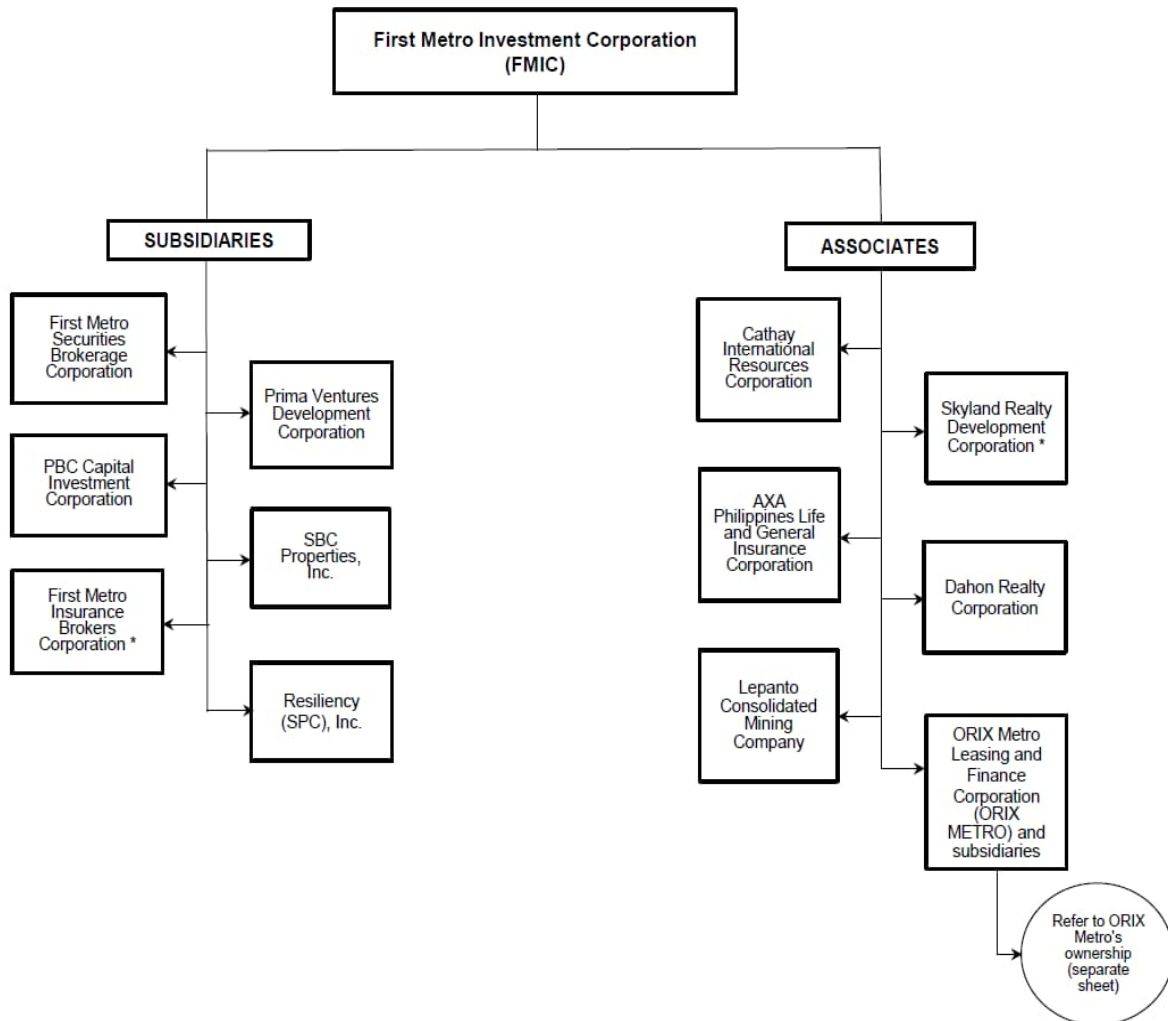 First Metro Investment Corporation
(FMIC)
SUBSIDIARIES
First Metro
Securities
Brokerage
Corporation
Prima Ventures
Development
Corporation
PBC Capital
Investment
Corporation
SBC
Properties,
Inc.
First Metro
Insurance
Brokers
Corporation *
Resiliency
(SPC), Inc.
ASSOCIATES
Cathay
International
Resources
Corporation
Skyland Realty
Development
Corporation *
AXA
Philippines Life
and General
Insurance
Corporation
Dahon Realty
Corporation
Lepanto
Consolidated
Mining
Company
ORIX Metro
Leasing and
Finance
Corporation
(ORIX
METRO) and
subsidiaries
Refer to ORIX
Metro's
ownership
(separate
sheet)